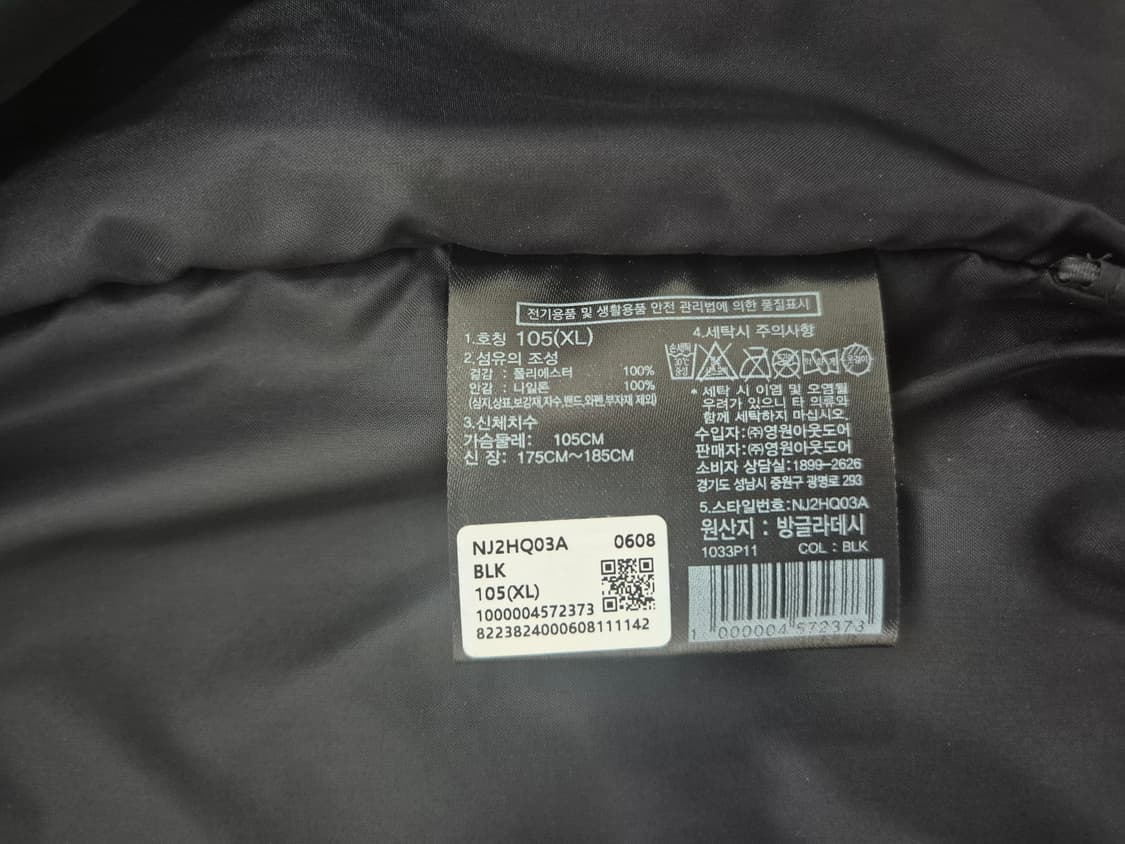 전기용품 및 생활용품 안전 관리법에 의한 품질표시
1.호칭 105(XL)
2.섬유의 조성
겉감 : 폴리에스터 100%
안감 : 나일론 100%
(심지,상표,보강재,자수,밴드,와펜,부자재 제외)
3.신체치수
가슴둘레: 105CM
신 장: 175CM~185CM
4.세탁시 주의사항
손세탁
30℃
중성
옷걸이
* 세탁 시 이염 및 오염될
우려가 있으니 타 의류와
함께 세탁하지 마십시오.
수입자:㈜영원아웃도어
판매자:㈜영원아웃도어
소비자 상담실:1899-2626
경기도 성남시 중원구 광명로 293
5.스타일번호:NJ2HQ03A
원산지 : 방글라데시
1033P11 COL : BLK
1 000004 572373
NJ2HQ03A 0608
BLK
105(XL)
1000004572373
8223824000608111142